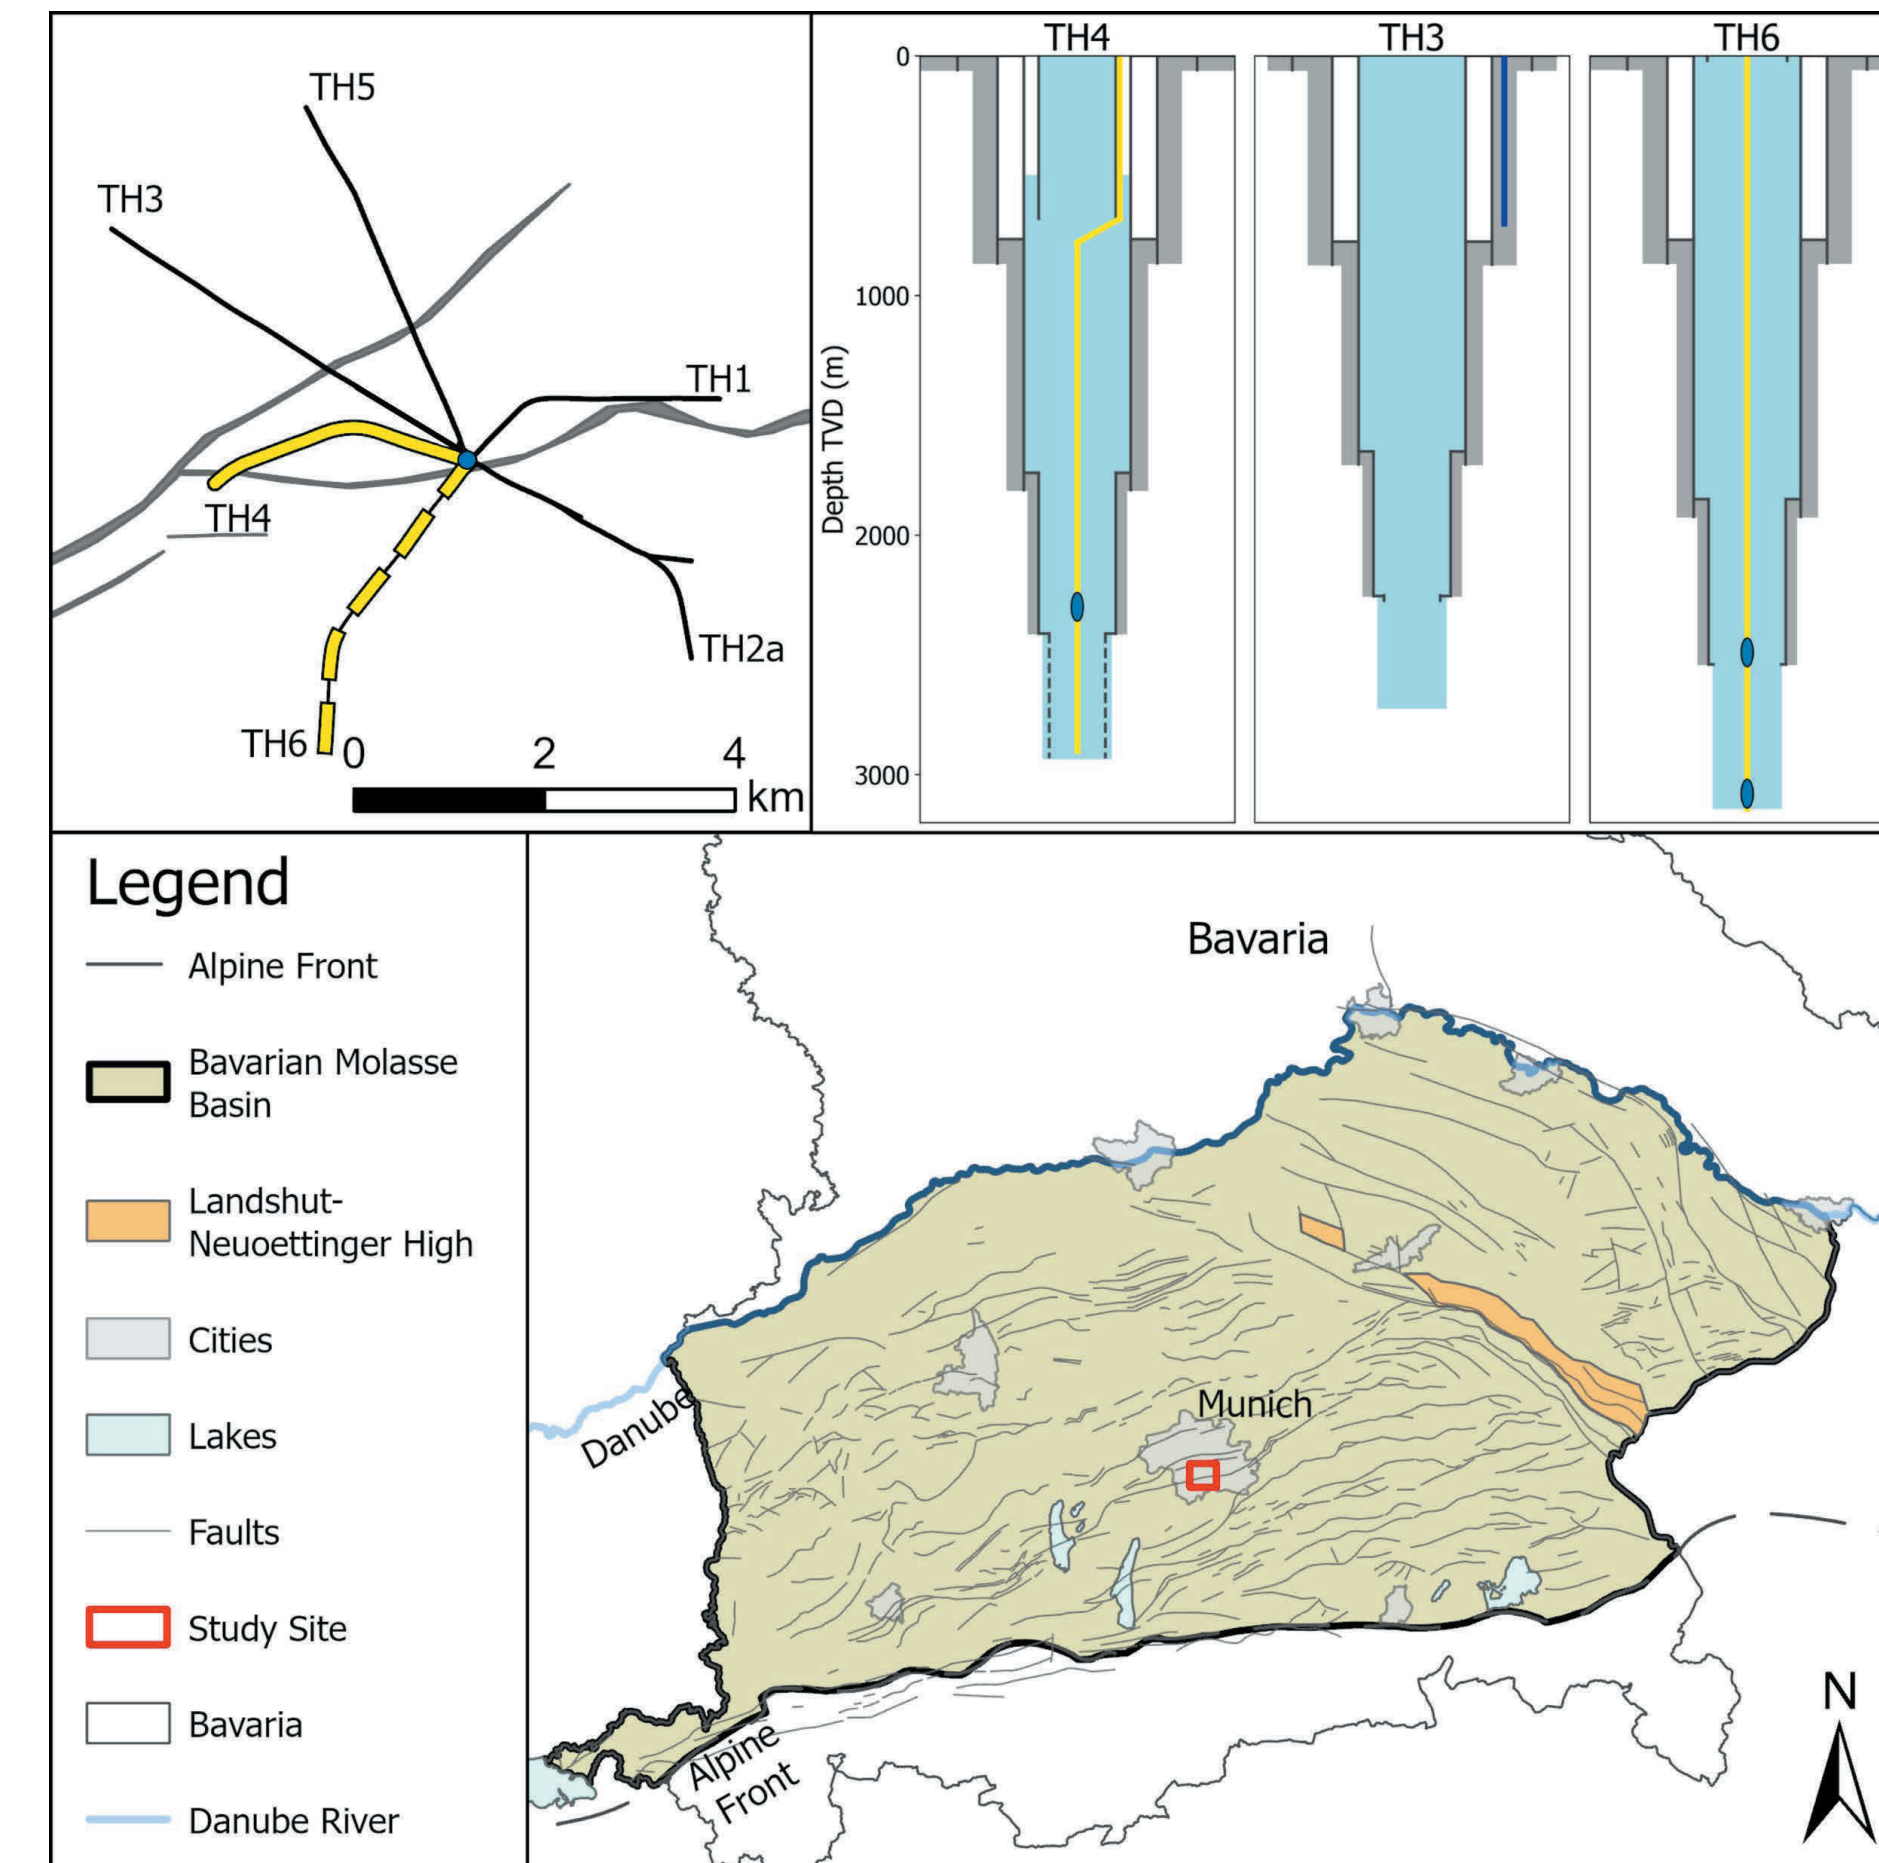 TH5
TH3
TH1
TH4
TH2a
TH6
0
2
4
km
TH4
TH3
TH6
0
1000
2000
3000
Depth TVD (m)
Legend
Alpine Front
Bavarian Molasse
Basin
Landshut-
Neuoettinger High
Cities
Lakes
Faults
Study Site
Bavaria
Danube River
Bavaria
Munich
Danube
Alpine
Front
N